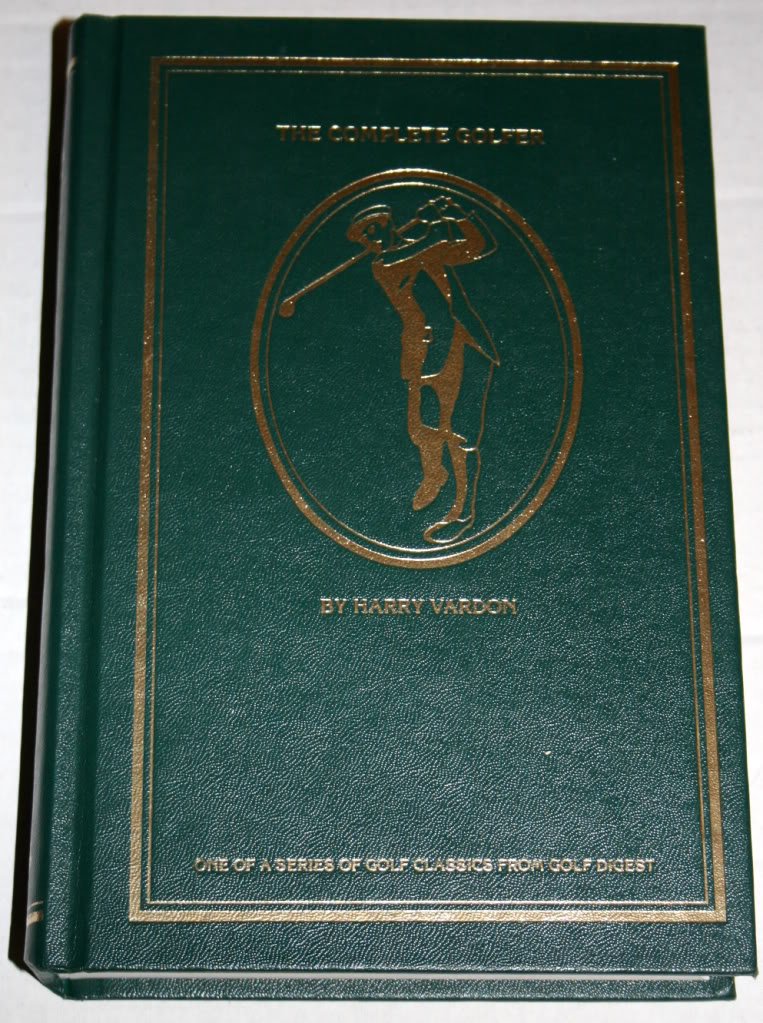 THE COMPLETE GOLFER
BY HARRY VARDON
ONE OF A SERIES OF GOLF CLASSICS FROM GOLF DIGEST